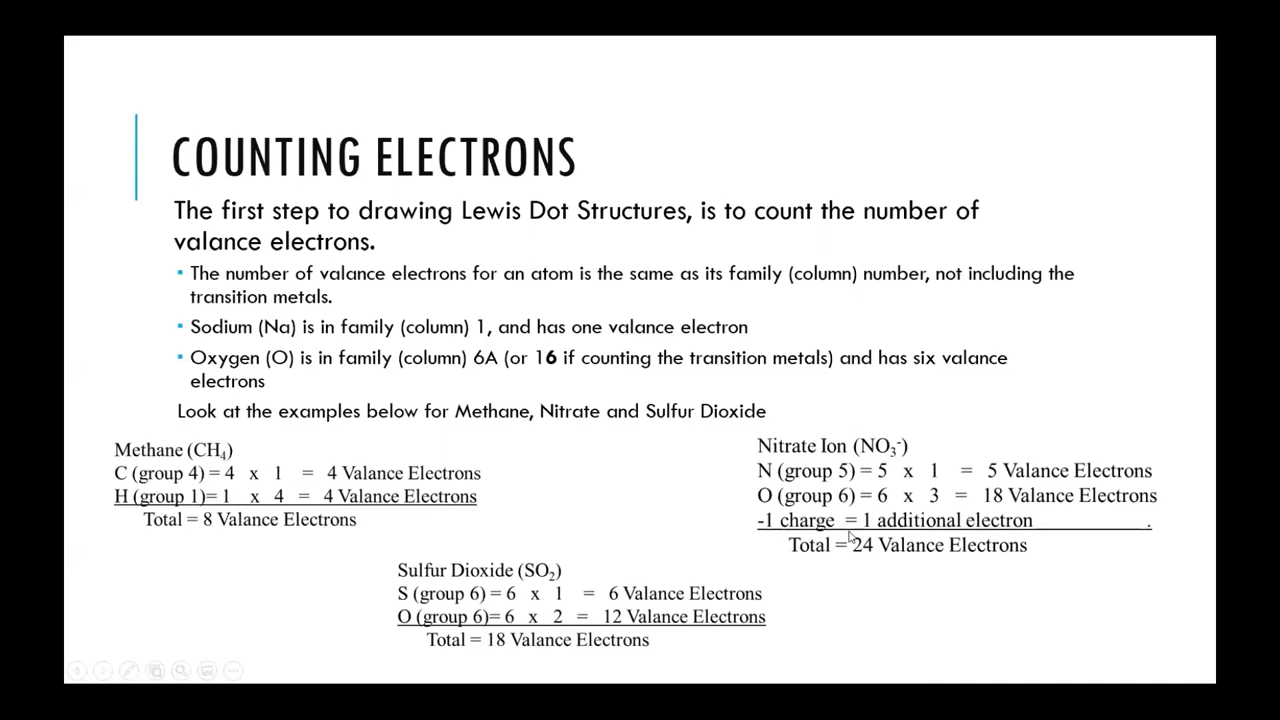 COUNTING ELECTRONS
The first step to drawing Lewis Dot Structures, is to count the number of
valance electrons.
▪ The number of valance electrons for an atom is the same as its family (column) number, not including the
transition metals.
▪ Sodium (Na) is in family (column) 1, and has one valance electron
▪ Oxygen (O) is in family (column) 6A (or 16 if counting the transition metals) and has six valance
electrons
Look at the examples below for Methane, Nitrate and Sulfur Dioxide
Methane (CH₄)
C (group 4) = 4 x 1 = 4 Valance Electrons
H (group 1)= 1 x 4 = 4 Valance Electrons
Total = 8 Valance Electrons
Nitrate Ion (NO₃⁻)
N (group 5) = 5 x 1 = 5 Valance Electrons
O (group 6) = 6 x 3 = 18 Valance Electrons
-1 charge = 1 additional electron .
Total = 24 Valance Electrons
Sulfur Dioxide (SO₂)
S (group 6) = 6 x 1 = 6 Valance Electrons
O (group 6)= 6 x 2 = 12 Valance Electrons
Total = 18 Valance Electrons